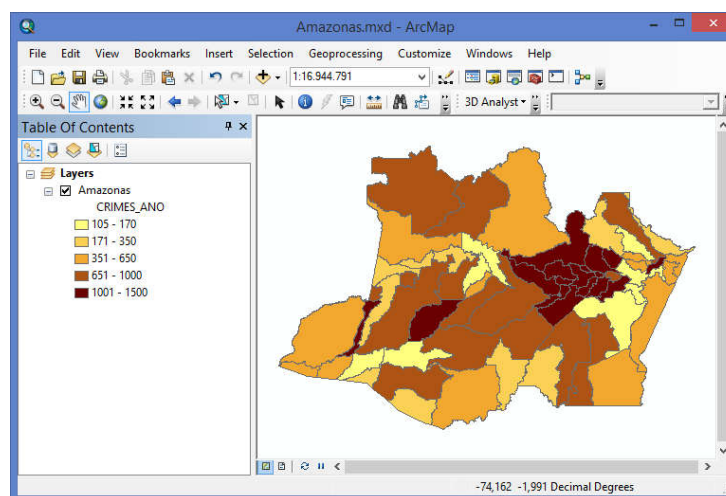 Amazonas.mxd - ArcMap
File Edit View Bookmarks Insert Selection Geoprocessing Customize Windows Help
1:16.944.791
3D Analyst
Table Of Contents
Layers
Amazonas
CRIMES_ANO
105 - 170
171 - 350
351 - 650
651 - 1000
1001 - 1500
-74,162 -1,991 Decimal Degrees